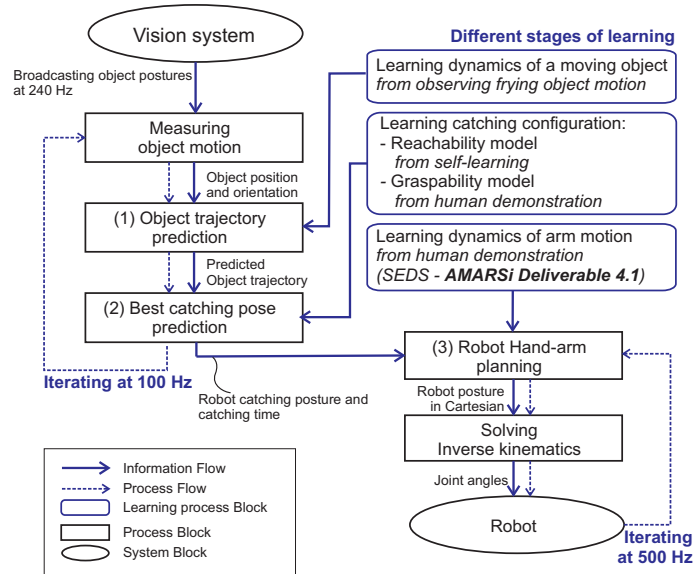 Vision system
Different stages of learning
Broadcasting object postures
at 240 Hz
Learning dynamics of a moving object
from observing frying object motion
Measuring
object motion
Learning catching configuration:
- Reachability model
from self-learning
- Graspability model
from human demonstration
Object position
and orientation
(1) Object trajectory
prediction
Learning dynamics of arm motion
from human demonstration
(SEDS - AMARSi Deliverable 4.1)
Predicted
Object trajectory
(2) Best catching pose
prediction
(3) Robot Hand-arm
planning
Iterating at 100 Hz
Robot catching posture and
catching time
Robot posture
in Cartesian
Solving
Inverse kinematics
Joint angles
Robot
Iterating
at 500 Hz
Information Flow
Process Flow
Learning process Block
Process Block
System Block